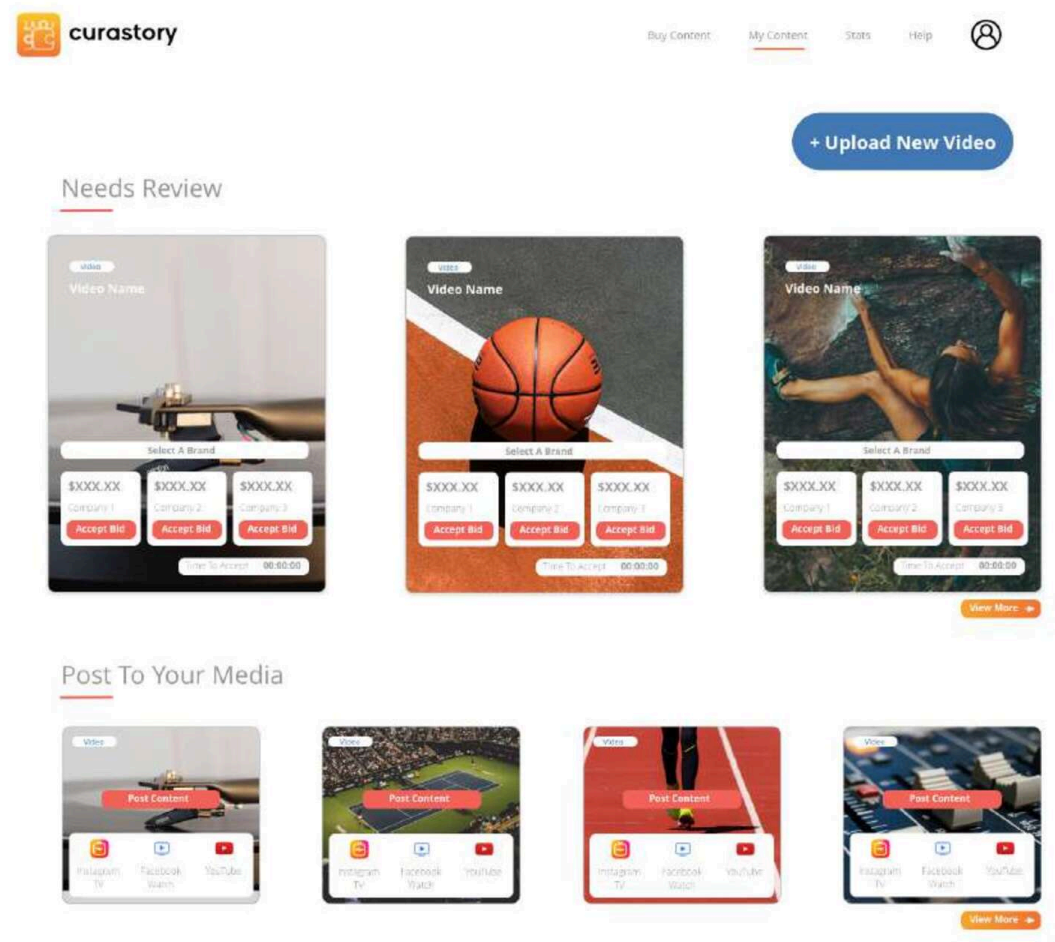 curastory
Buy Content My Content Stats Help
+ Upload New Video
Needs Review
Video Video Video
Video Name Video Name Video Name
Select A Brand Select A Brand Select A Brand
$XXX.XX $XXX.XX $XXX.XX $XXX.XX $XXX.XX $XXX.XX $XXX.XX $XXX.XX $XXX.XX
Company 1 Company 2 Company 3 Company 1 Company 2 Company 3 Company 1 Company 2 Company 3
Accept Bid Accept Bid Accept Bid Accept Bid Accept Bid Accept Bid Accept Bid Accept Bid Accept Bid
Time To Accept 00:00:00 Time To Accept 00:00:00 Time To Accept 00:00:00
View More
Post To Your Media
Video Video Video Video
Post Content Post Content Post Content Post Content
Instagram Facebook YouTube Instagram Facebook YouTube Instagram Facebook YouTube Instagram Facebook YouTube
TV Watch TV Watch TV Watch TV Watch
View More